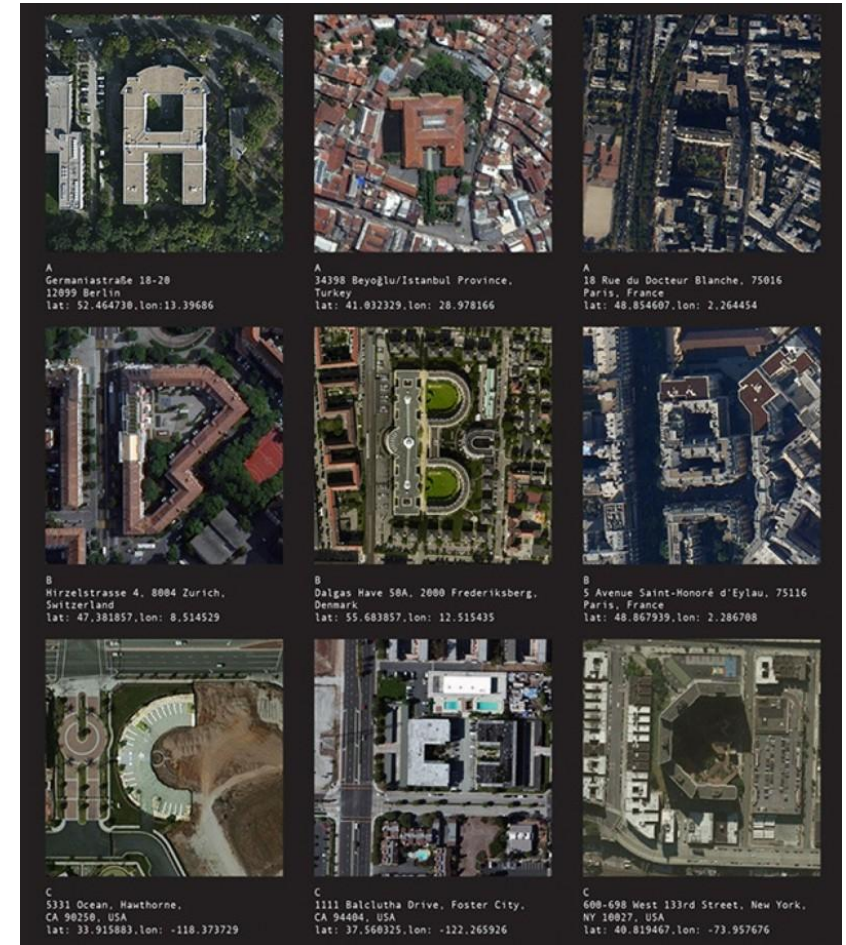 A
Germaniastraße 18-20
12099 Berlin
lat: 52.464730,lon:13.39686
A
34398 Beyoğlu/Istanbul Province,
Turkey
lat: 41.032329,lon: 28.978166
A
18 Rue du Docteur Blanche, 75016
Paris, France
lat: 48,854607,lon: 2,264454
B
Hirzelstrasse 4, 8004 Zurich,
Switzerland
lat: 47,381857,lon: 8,514529
B
Dalgas Have 50A, 2000 Frederiksberg,
Denmark
lat: 55.683857,lon: 12.515435
B
5 Avenue Saint-Honoré d'Eylau, 75116
Paris, France
lat: 48.867939,lon: 2.286708
C
5331 Ocean, Hawthorne,
CA 90250, USA
lat: 33.915883,lon: -118.373729
C
1111 Balclutha Drive, Foster City,
CA 94404, USA
lat: 37,560325,lon: -122,265926
C
600-698 West 133rd Street, New York,
NY 10027, USA
lat: 40.819467,lon: -73.957676